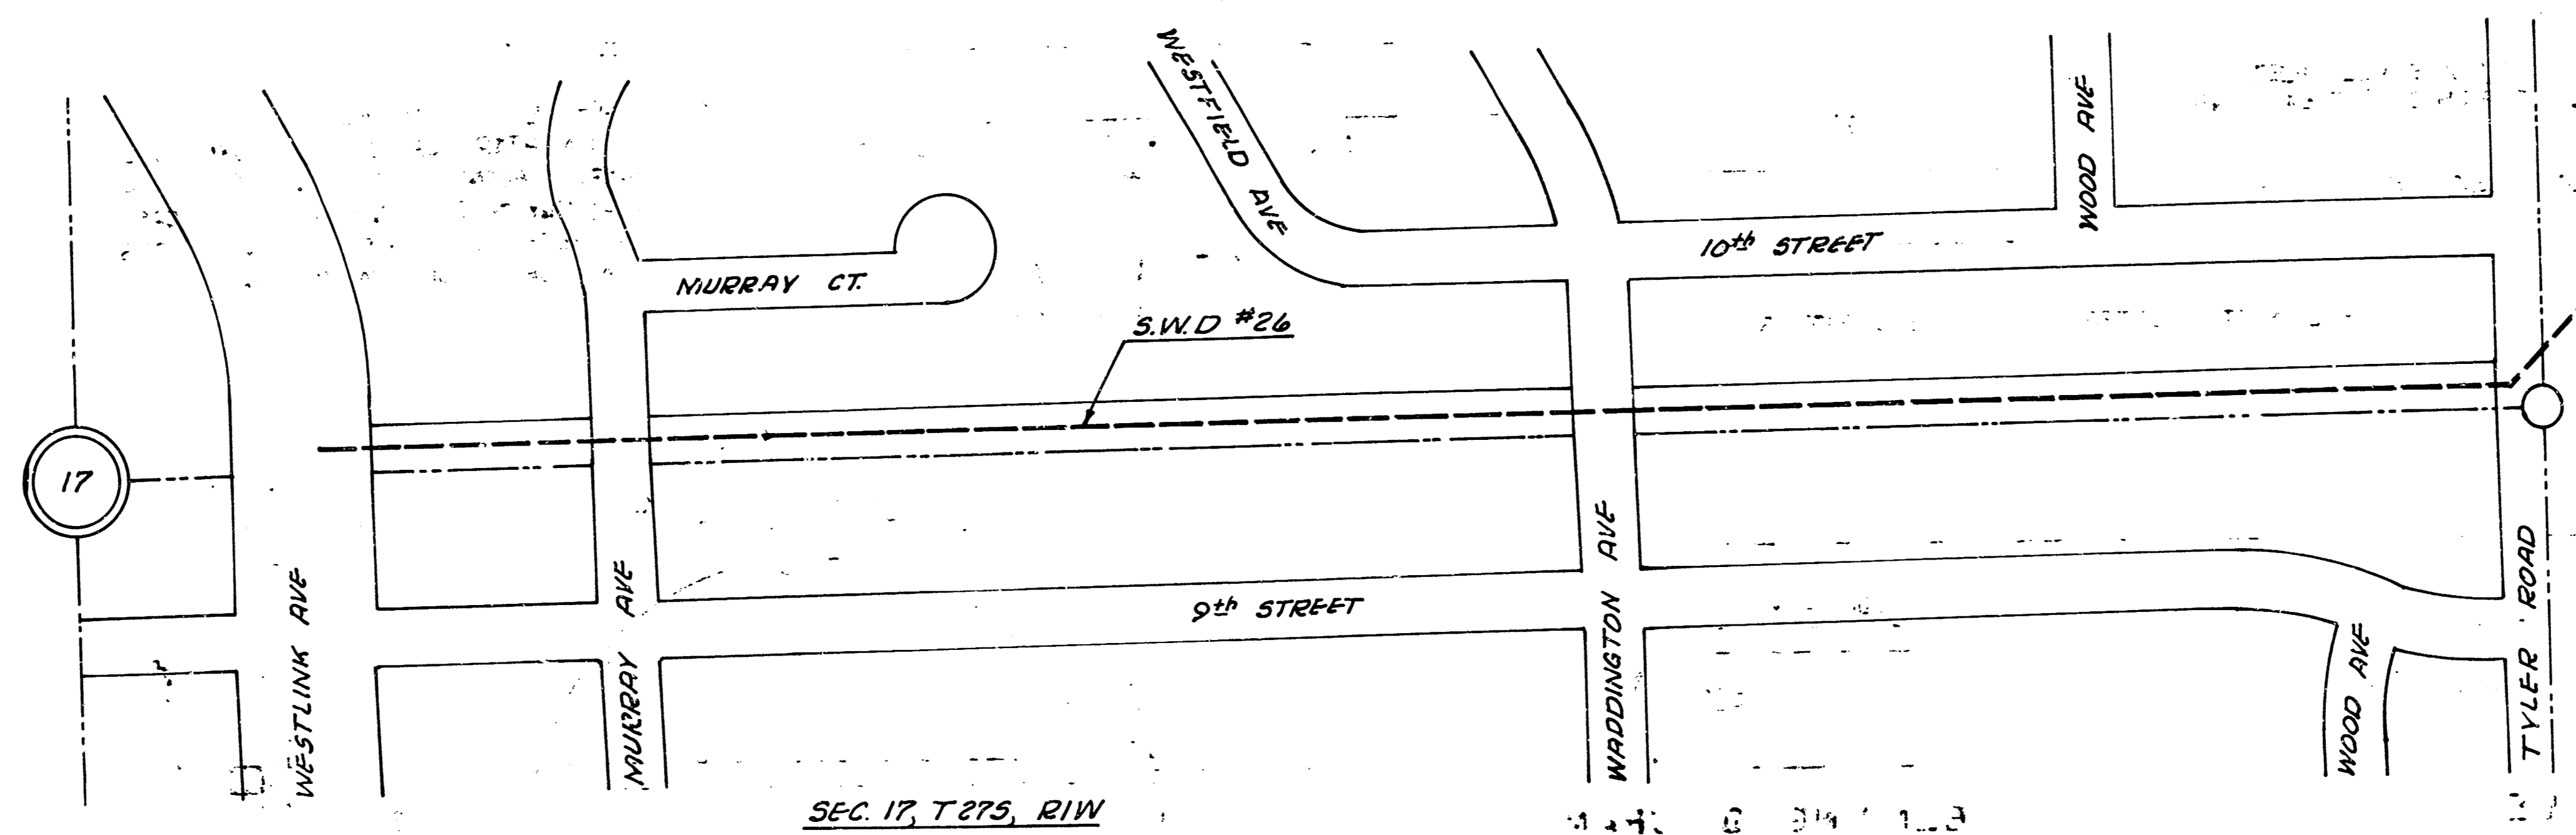 WESTFIELD AVE
WOOD AVE
10th STREET
MURRAY CT.
S.W.D #26
17
WESTLINK AVE
MURRAY AVE
9th STREET
WADDINGTON AVE
WOOD AVE
TYLER ROAD
SEC. 17, T27S, R1W